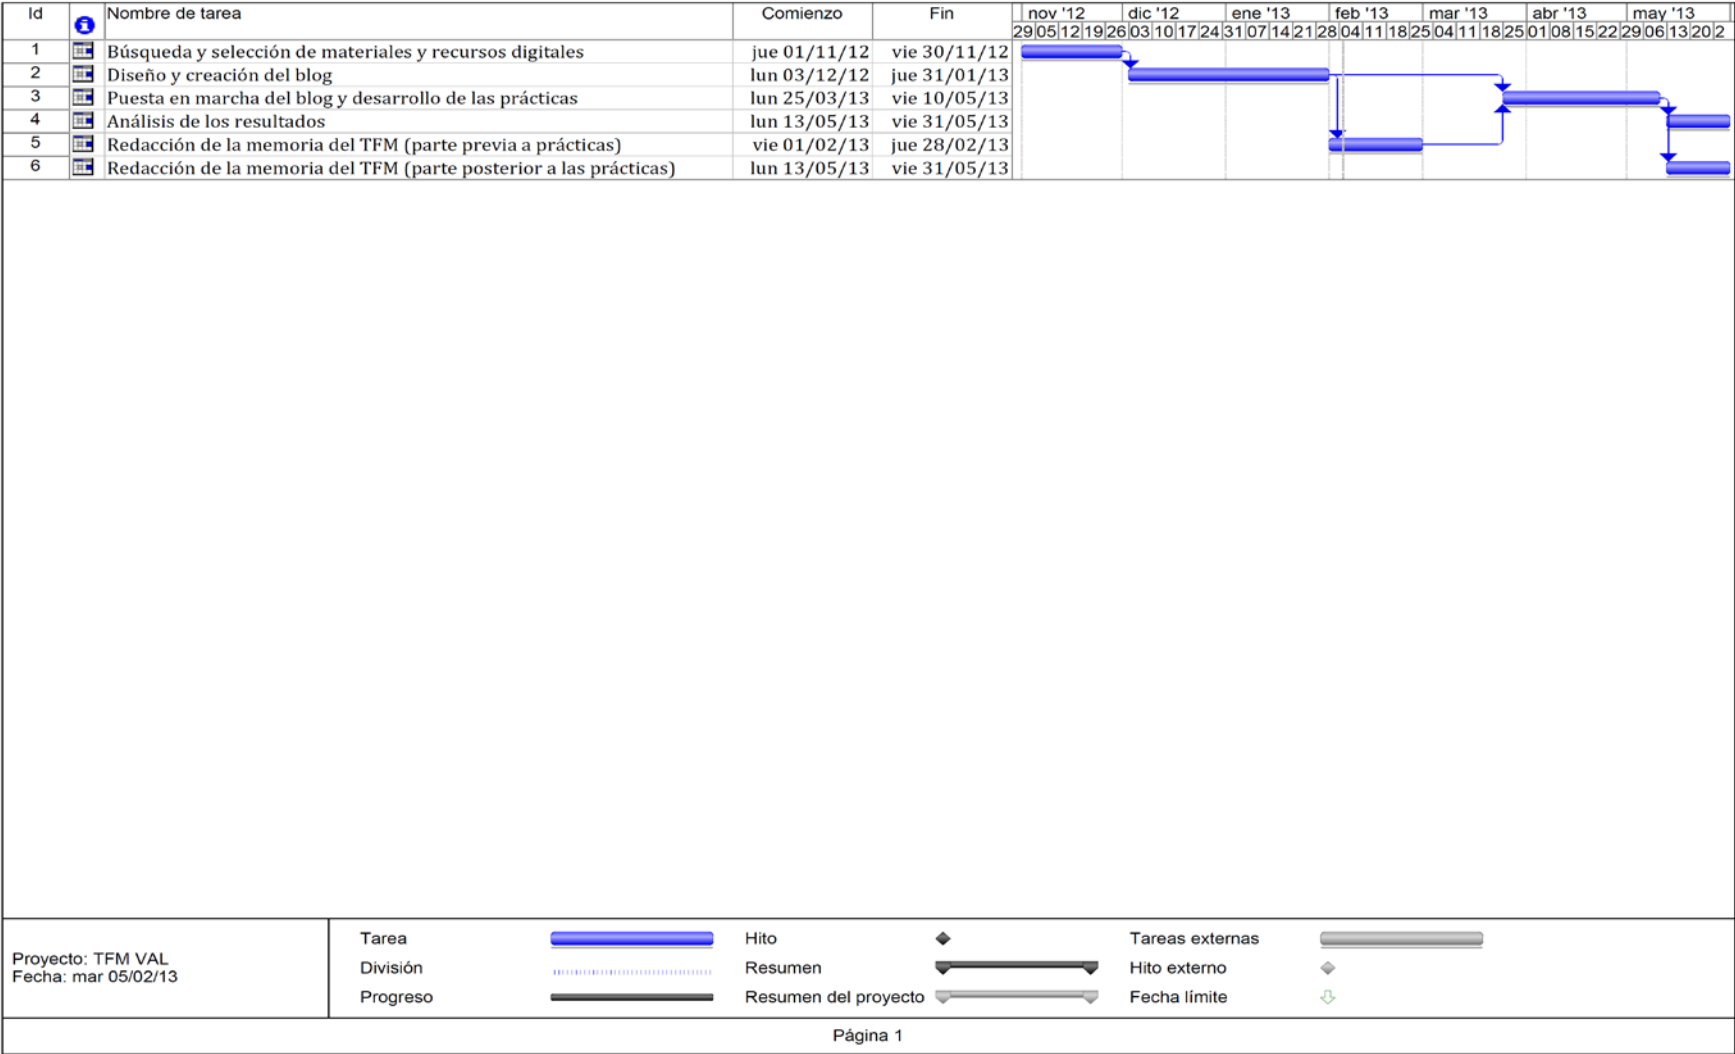 Id Nombre de tarea Comienzo Fin nov '12 dic '12 ene '13 feb '13 mar '13 abr '13 may '13
29 05 12 19 26 03 10 17 24 31 07 14 21 28 04 11 18 25 04 11 18 25 01 08 15 22 29 06 13 20 2
1 Búsqueda y selección de materiales y recursos digitales jue 01/11/12 vie 30/11/12
2 Diseño y creación del blog lun 03/12/12 jue 31/01/13
3 Puesta en marcha del blog y desarrollo de las prácticas lun 25/03/13 vie 10/05/13
4 Análisis de los resultados lun 13/05/13 vie 31/05/13
5 Redacción de la memoria del TFM (parte previa a prácticas) vie 01/02/13 jue 28/02/13
6 Redacción de la memoria del TFM (parte posterior a las prácticas) lun 13/05/13 vie 31/05/13
Proyecto: TFM VAL
Fecha: mar 05/02/13
Tarea Hito Tareas externas
División Resumen Hito externo
Progreso Resumen del proyecto Fecha límite
Página 1